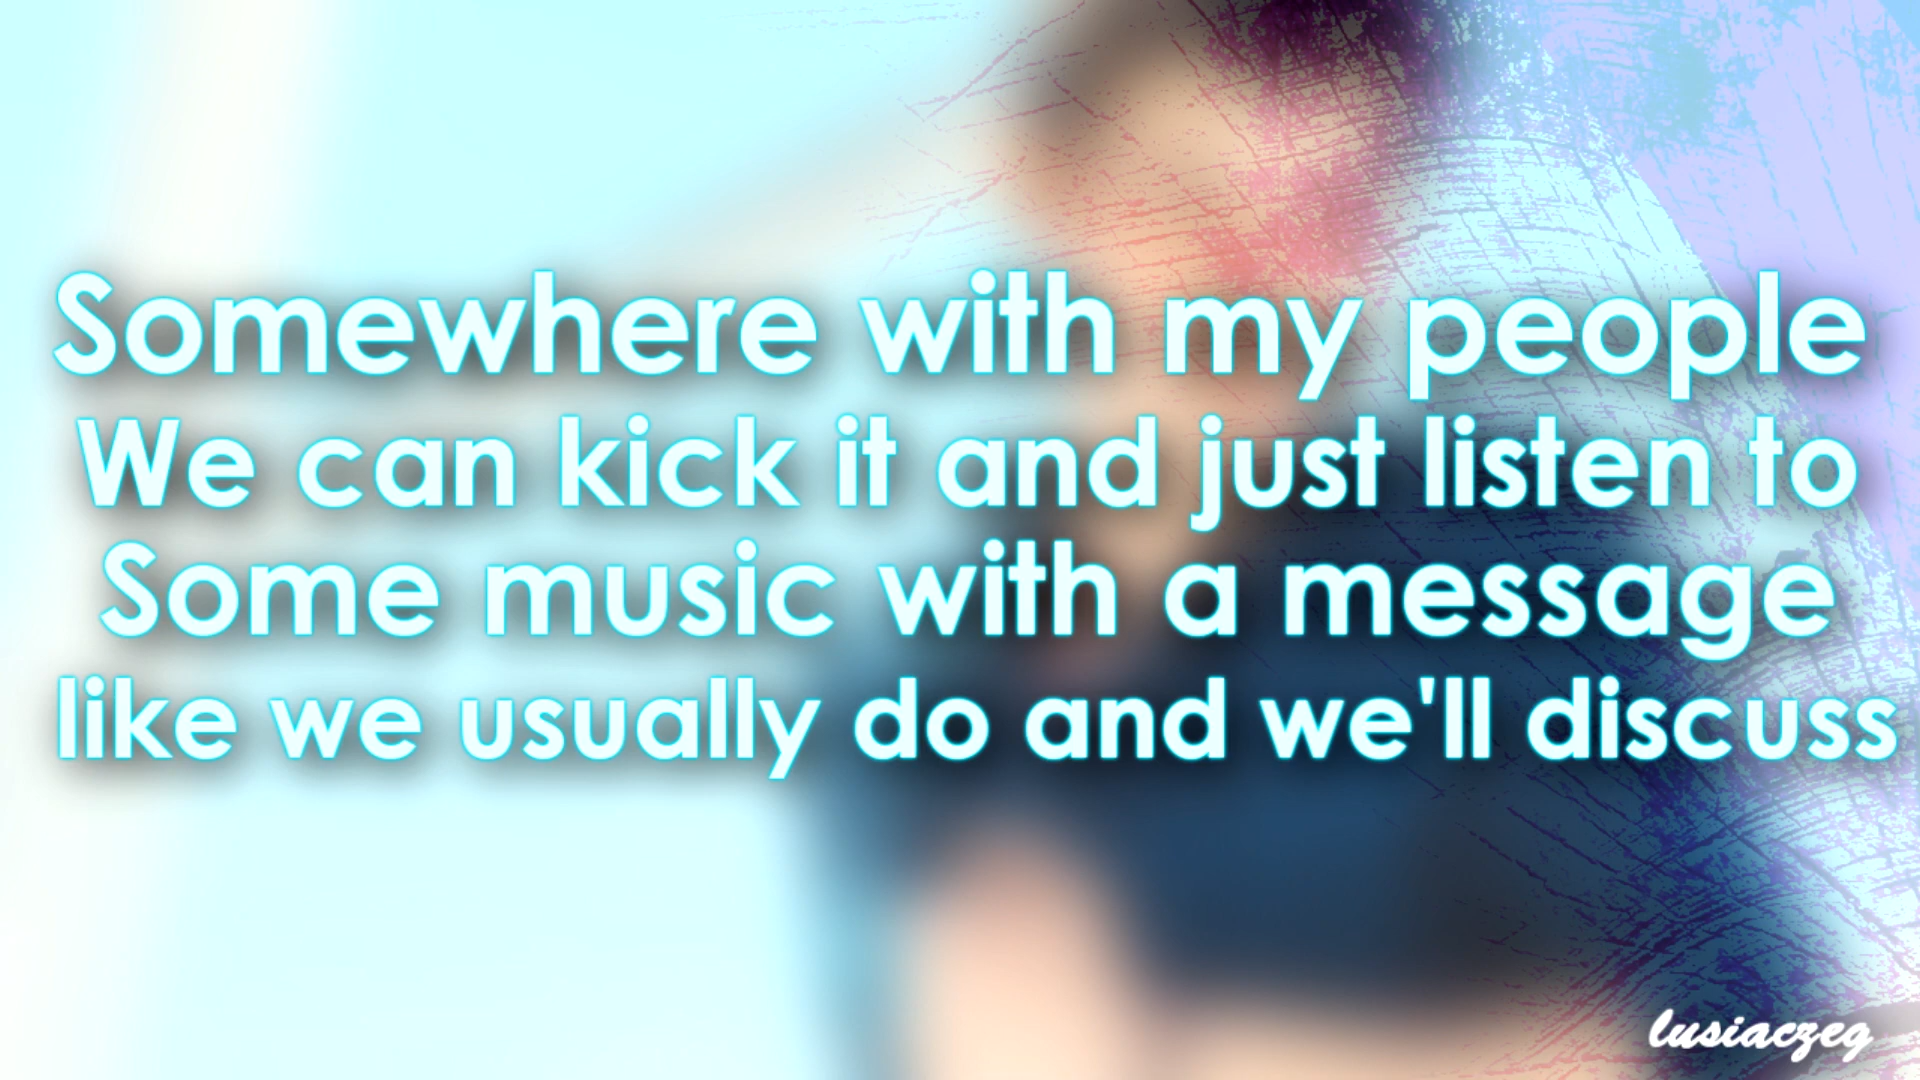 Somewhere with my people
We can kick it and just listen to
Some music with a message
like we usually do and we'll discuss
lusiaczeg